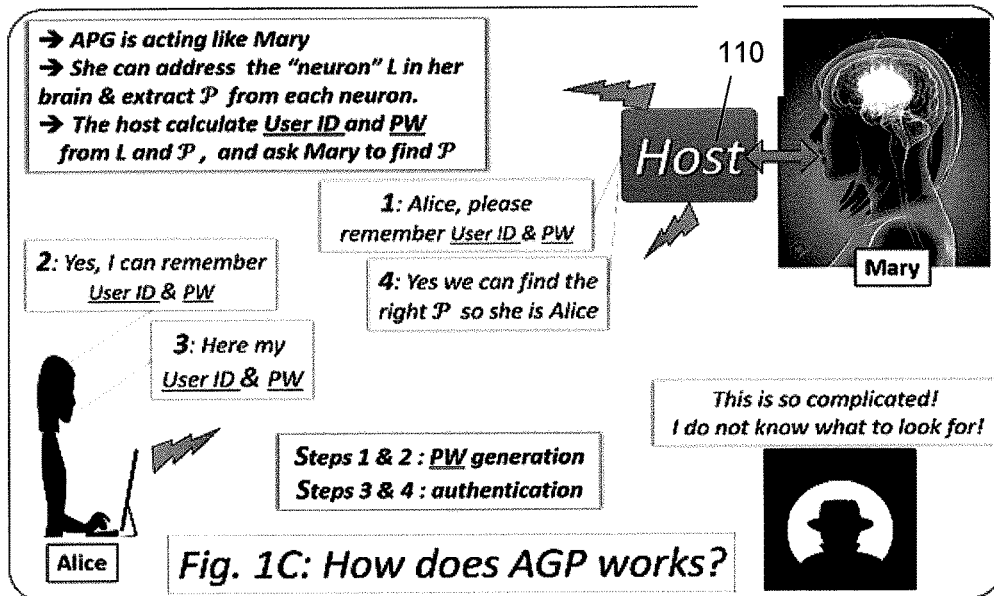 → APG is acting like Mary
→ She can address the "neuron" L in her
brain & extract 𝒫 from each neuron.
→ The host calculate User ID and PW
from L and 𝒫 , and ask Mary to find 𝒫
110
Host
Mary
1: Alice, please
remember User ID & PW
2: Yes, I can remember
User ID & PW
4: Yes we can find the
right 𝒫 so she is Alice
3: Here my
User ID & PW
This is so complicated!
I do not know what to look for!
Steps 1 & 2 : PW generation
Steps 3 & 4 : authentication
Alice
Fig. 1C: How does AGP works?